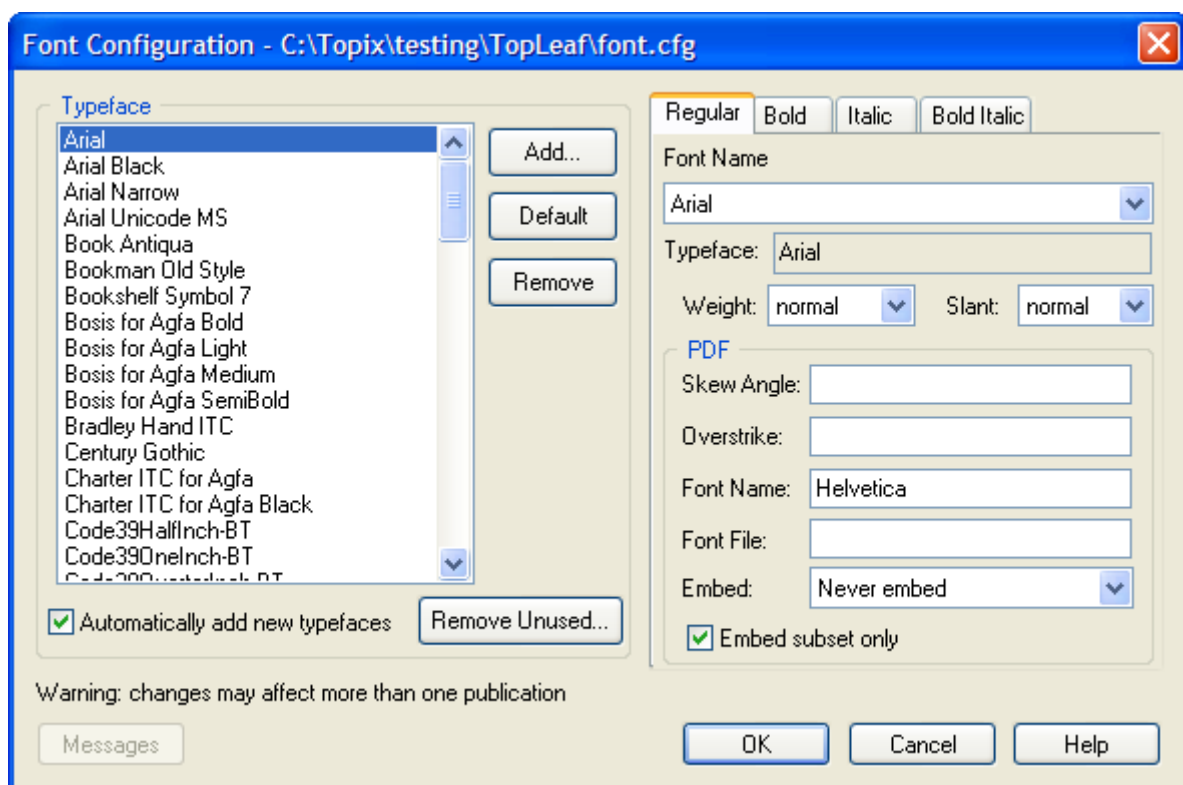 Font Configuration - C:\Topix\testing\TopLeaf\font.cfg
Typeface
Arial
Arial Black
Arial Narrow
Arial Unicode MS
Book Antiqua
Bookman Old Style
Bookshelf Symbol 7
Bosis for Agfa Bold
Bosis for Agfa Light
Bosis for Agfa Medium
Bosis for Agfa SemiBold
Bradley Hand ITC
Century Gothic
Charter ITC for Agfa
Charter ITC for Agfa Black
Code39HalfInch-BT
Code39OneInch-BT
Add...
Default
Remove
Automatically add new typefaces
Remove Unused...
Regular
Bold
Italic
Bold Italic
Font Name
Arial
Typeface: Arial
Weight: normal
Slant: normal
PDF
Skew Angle:
Overstrike:
Font Name: Helvetica
Font File:
Embed: Never embed
Embed subset only
Warning: changes may affect more than one publication
Messages
OK
Cancel
Help